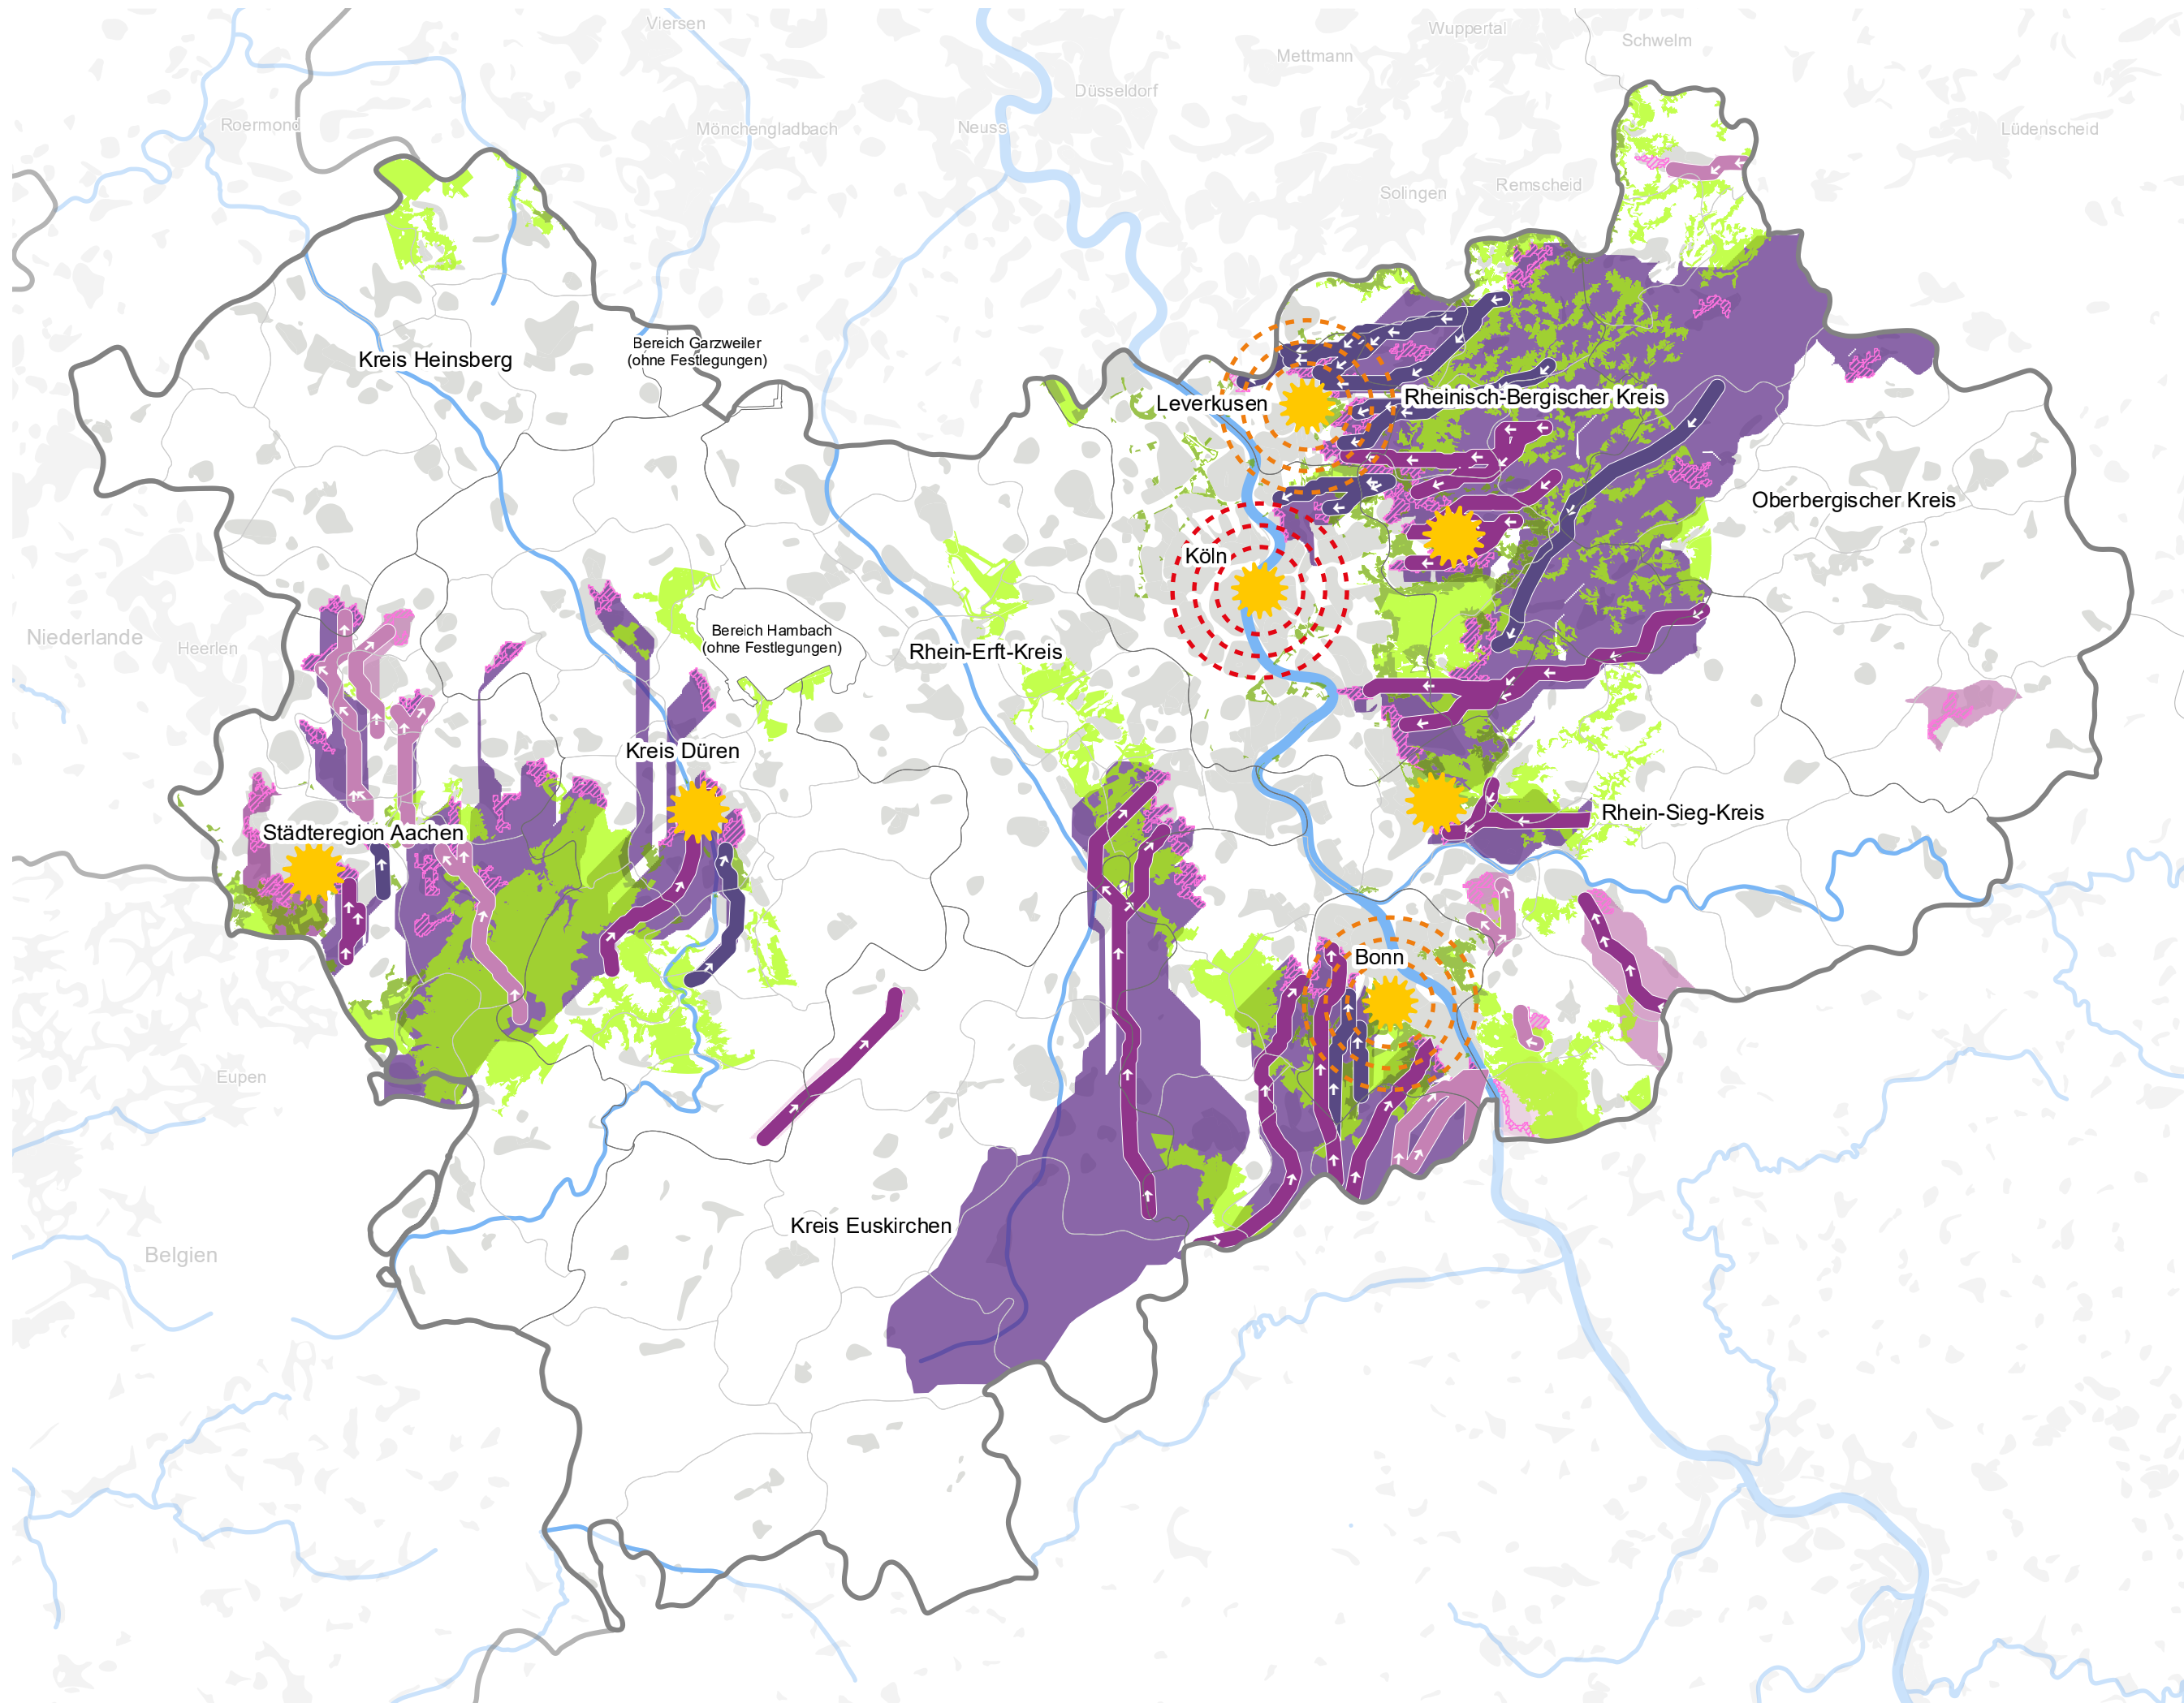 Viersen
Wuppertal
Schwelm
Mettmann
Düsseldorf
Roermond
Mönchengladbach
Neuss
Lüdenscheid
Solingen
Remscheid
Bereich Garzweiler
(ohne Festlegungen)
Kreis Heinsberg
Leverkusen
Rheinisch-Bergischer Kreis
Oberbergischer Kreis
Köln
Niederlande
Heerlen
Bereich Hambach
(ohne Festlegungen)
Rhein-Erft-Kreis
Kreis Düren
Rhein-Sieg-Kreis
Städteregion Aachen
Bonn
Eupen
Kreis Euskirchen
Belgien